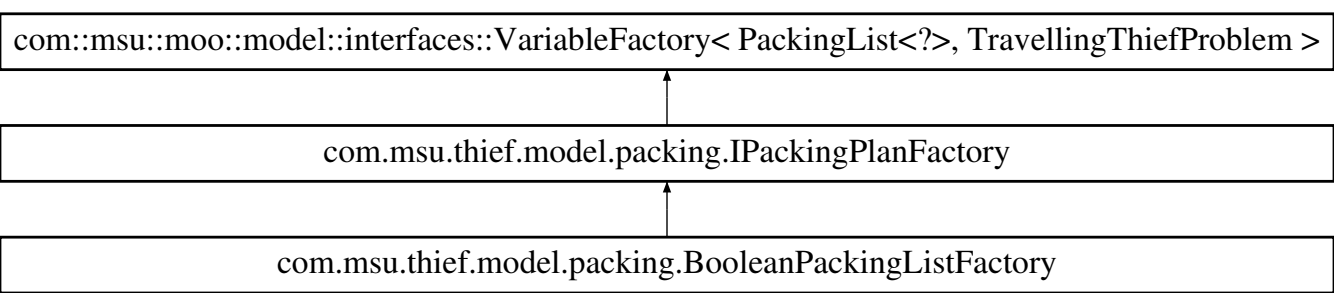 com::msu::moo::model::interfaces::VariableFactory< PackingList<?>, TravellingThiefProblem >
com.msu.thief.model.packing.IPackingPlanFactory
com.msu.thief.model.packing.BooleanPackingListFactory